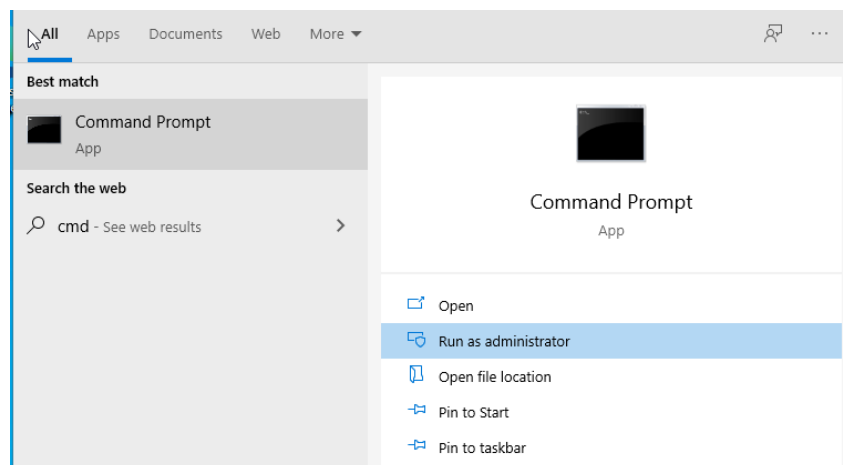 All Apps Documents Web More
Best match
Command Prompt
App
Search the web
cmd - See web results
Command Prompt
App
Open
Run as administrator
Open file location
Pin to Start
Pin to taskbar